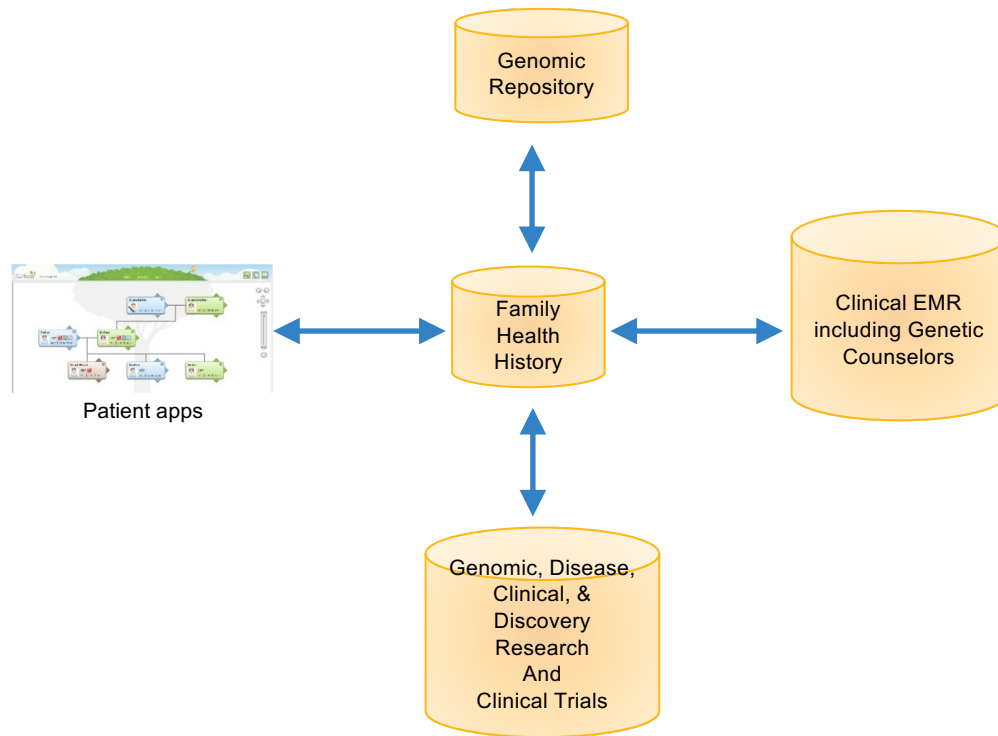 Genomic
Repository
Family
Health
History
Clinical EMR
including Genetic
Counselors
Patient apps
Genomic, Disease,
Clinical, &
Discovery
Research
And
Clinical Trials